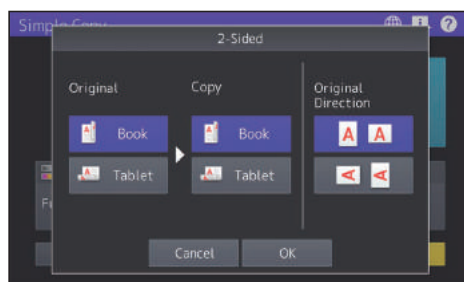 Simple Copy
2-Sided
Original
Copy
Original
Direction
Book
Book
A A
Tablet
Tablet
A A
Cancel
OK